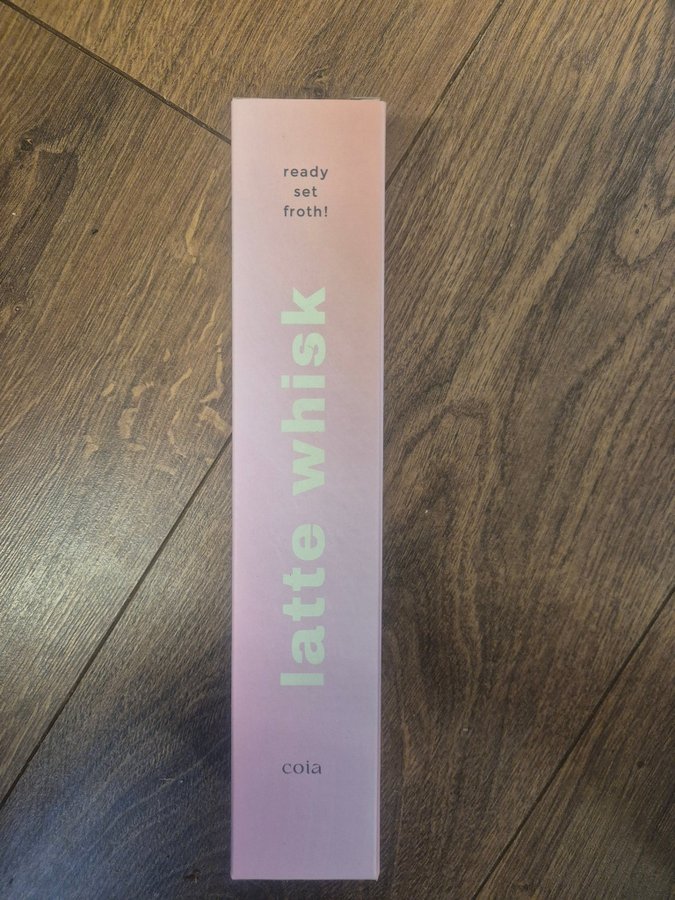 ready
set
froth!
latte whisk
coia